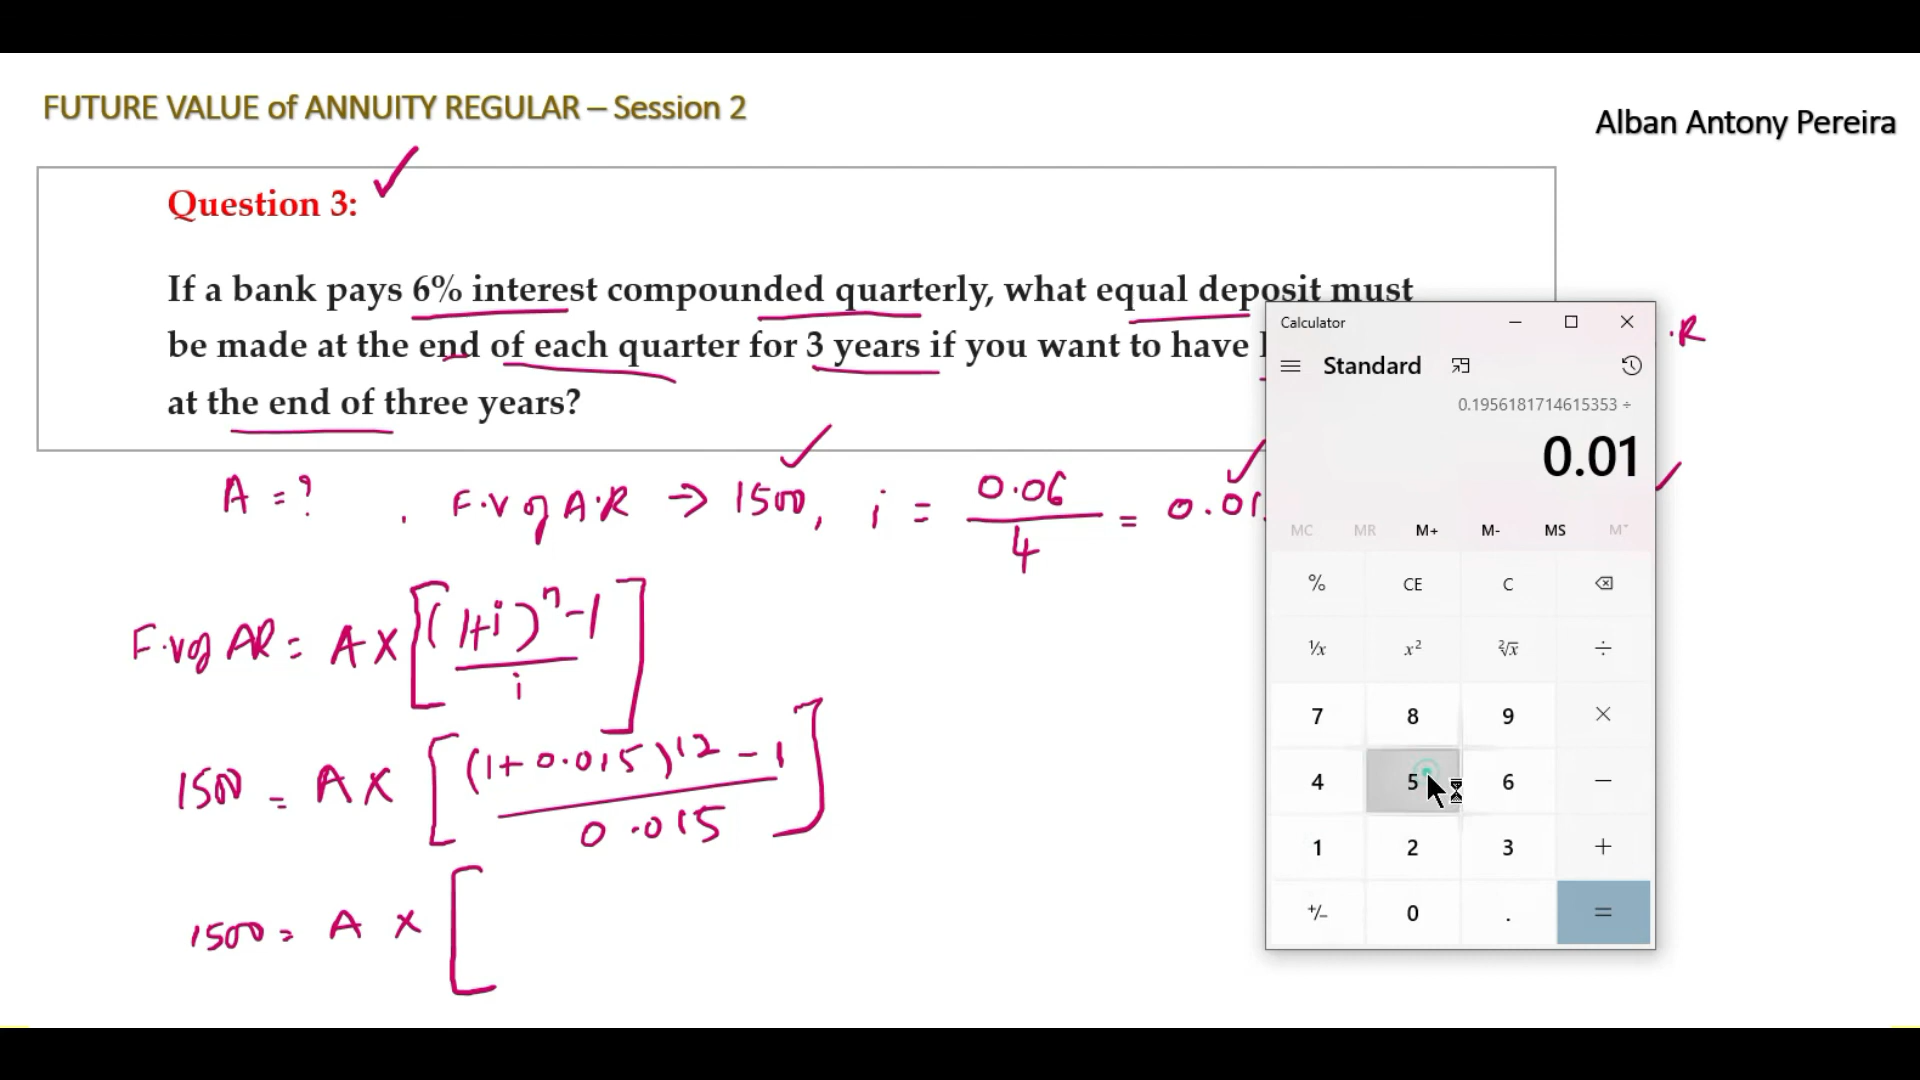 FUTURE VALUE of ANNUITY REGULAR – Session 2
Alban Antony Pereira
Question 3:
If a bank pays 6% interest compounded quarterly, what equal deposit must
be made at the end of each quarter for 3 years if you want to have
at the end of three years?
A = ? . F.V of A.R → 1500, i = 0.06 / 4 = 0.01
.R
F.V of AR = A X [(1+i)^n - 1 / i]
1500 = A X [(1+0.015)^12 - 1 / 0.015]
1500 = A X [
Calculator
Standard
0.1956181714615353 ÷
0.01
MC MR M+ M- MS M˅
% CE C ⌫
¹/x x² ²√x ÷
7 8 9 ×
4 5 6 −
1 2 3 +
+/− 0 . =